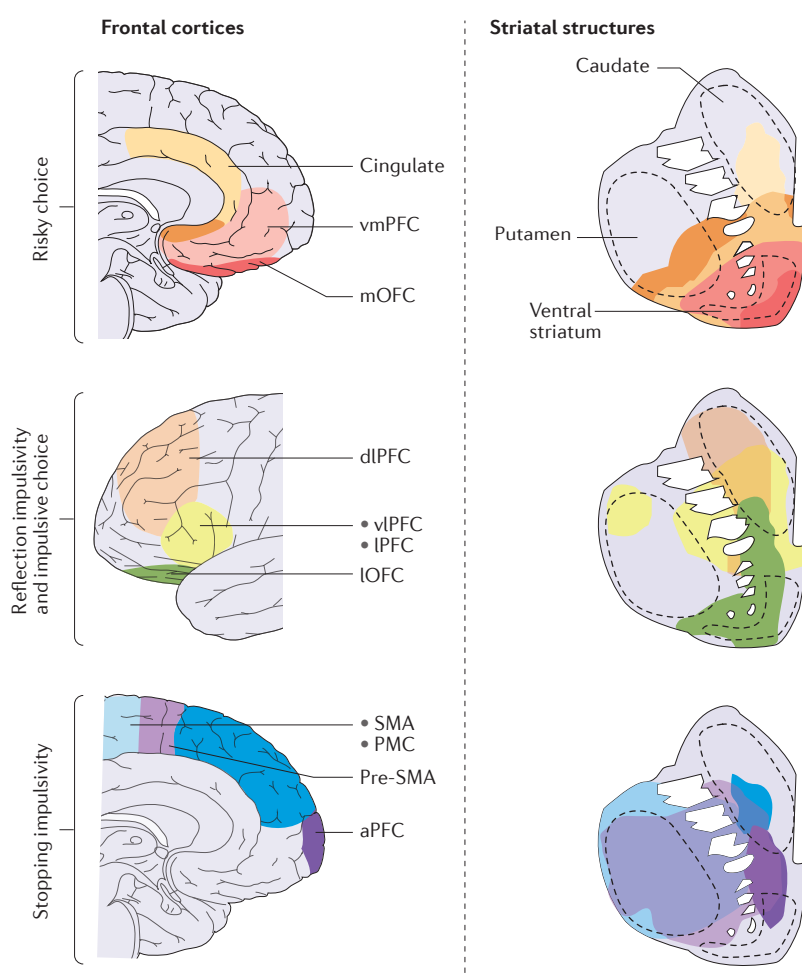 Frontal cortices
Striatal structures
Risky choice
Cingulate
vmPFC
mOFC
Caudate
Putamen
Ventral
striatum
Reflection impulsivity
and impulsive choice
dlPFC
• vlPFC
• lPFC
lOFC
Stopping impulsivity
• SMA
• PMC
Pre-SMA
aPFC